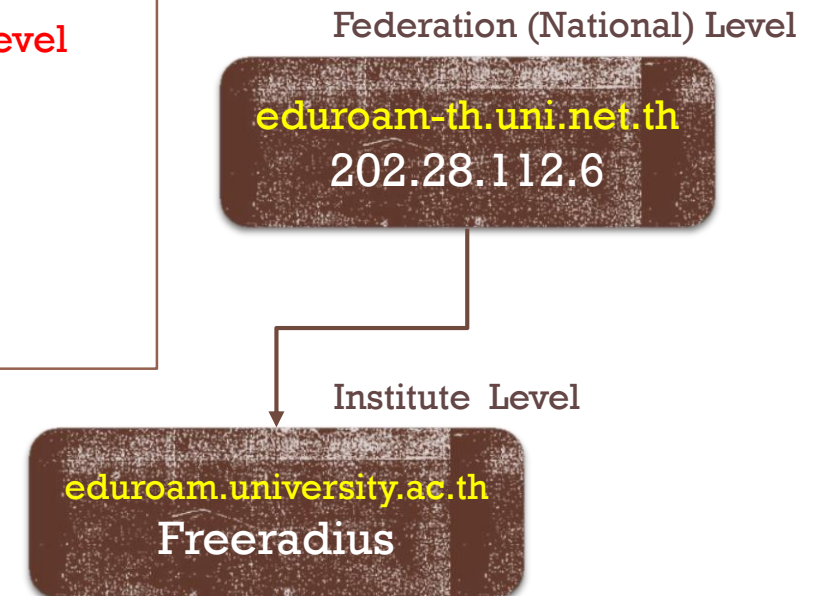 Federation (National) Level
eduroam-th.uni.net.th
202.28.112.6
Institute Level
eduroam.university.ac.th
Freeradius